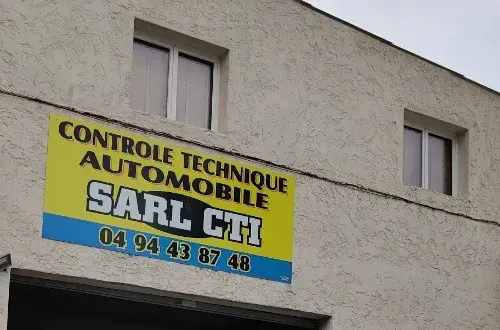 CONTROLE TECHNIQUE
AUTOMOBILE
SARL CTI
04 94 43 87 48